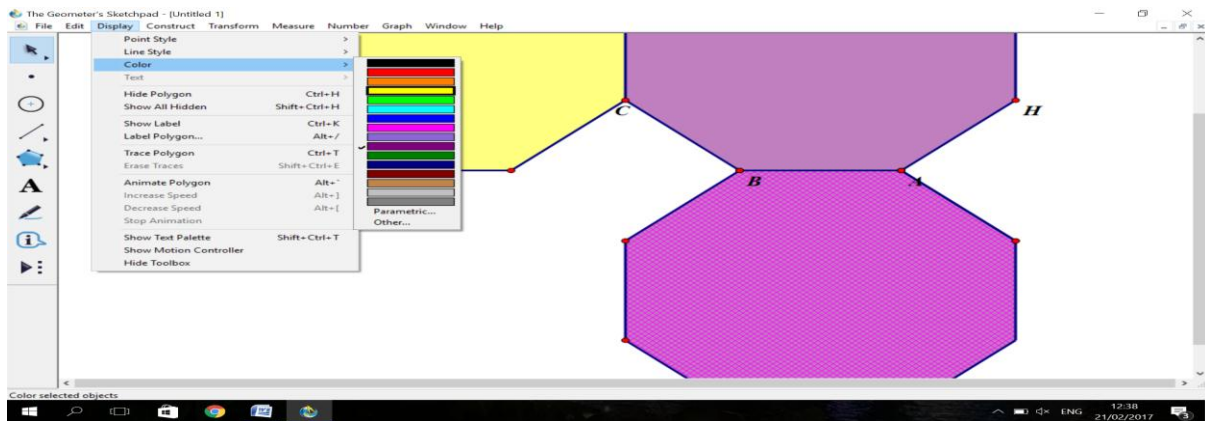 The Geometer's Sketchpad - [Untitled 1]
File Edit Display Construct Transform Measure Number Graph Window Help
Point Style >
Line Style >
Color >
Text >
Hide Polygon Ctrl+H
Show All Hidden Shift+Ctrl+H
Show Label Ctrl+K
Label Polygon... Alt+/
Trace Polygon Ctrl+T
Erase Traces Shift+Ctrl+E
Animate Polygon Alt+`
Increase Speed Alt+]
Decrease Speed Alt+[
Stop Animation
Show Text Palette Shift+Ctrl+T
Show Motion Controller
Hide Toolbox
Parametric...
Other...
A
C
H
B
A
Color selected objects
ENG
12:38
21/02/2017
3